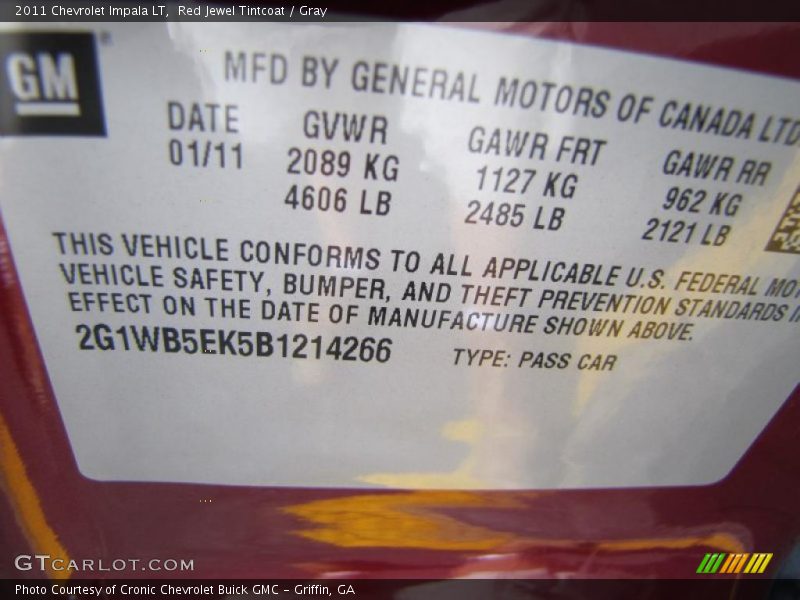 2011 Chevrolet Impala LT, Red Jewel Tintcoat / Gray
GM
MFD BY GENERAL MOTORS OF CANADA LTD
DATE GVWR GAWR FRT GAWR RR
01/11 2089 KG 1127 KG 962 KG
4606 LB 2485 LB 2121 LB
THIS VEHICLE CONFORMS TO ALL APPLICABLE U.S. FEDERAL
VEHICLE SAFETY, BUMPER, AND THEFT PREVENTION STANDARDS
EFFECT ON THE DATE OF MANUFACTURE SHOWN ABOVE.
2G1WB5EK5B1214266 TYPE: PASS CAR
GTCARLOT.COM
Photo Courtesy of Cronic Chevrolet Buick GMC – Griffin, GA